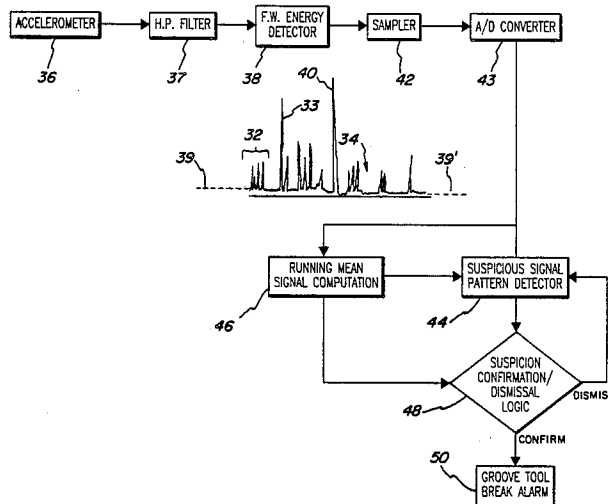 ACCELEROMETER
H.P. FILTER
F.W. ENERGY
DETECTOR
SAMPLER
A/D CONVERTER
36
37
38
42
43
40
33
32
34
39
39'
RUNNING MEAN
SIGNAL COMPUTATION
SUSPICIOUS SIGNAL
PATTERN DETECTOR
46
44
SUSPICION
CONFIRMATION/
DISMISSAL
LOGIC
48
DISMIS
CONFIRM
50
GROOVE TOOL
BREAK ALARM